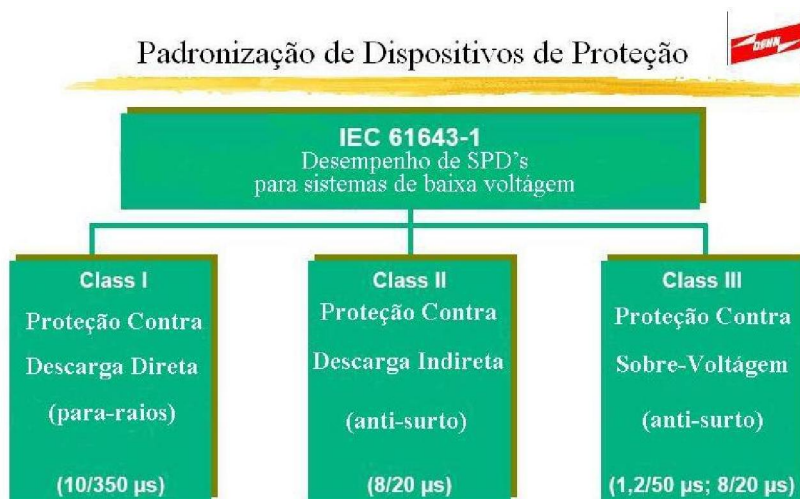 Padronização de Dispositivos de Proteção
DEHN
IEC 61643-1
Desempenho de SPD's
para sistemas de baixa voltágem
Class I
Proteção Contra
Descarga Direta
(para-raios)
(10/350 µs)
Class II
Proteção Contra
Descarga Indireta
(anti-surto)
(8/20 µs)
Class III
Proteção Contra
Sobre-Voltágem
(anti-surto)
(1,2/50 µs; 8/20 µs)